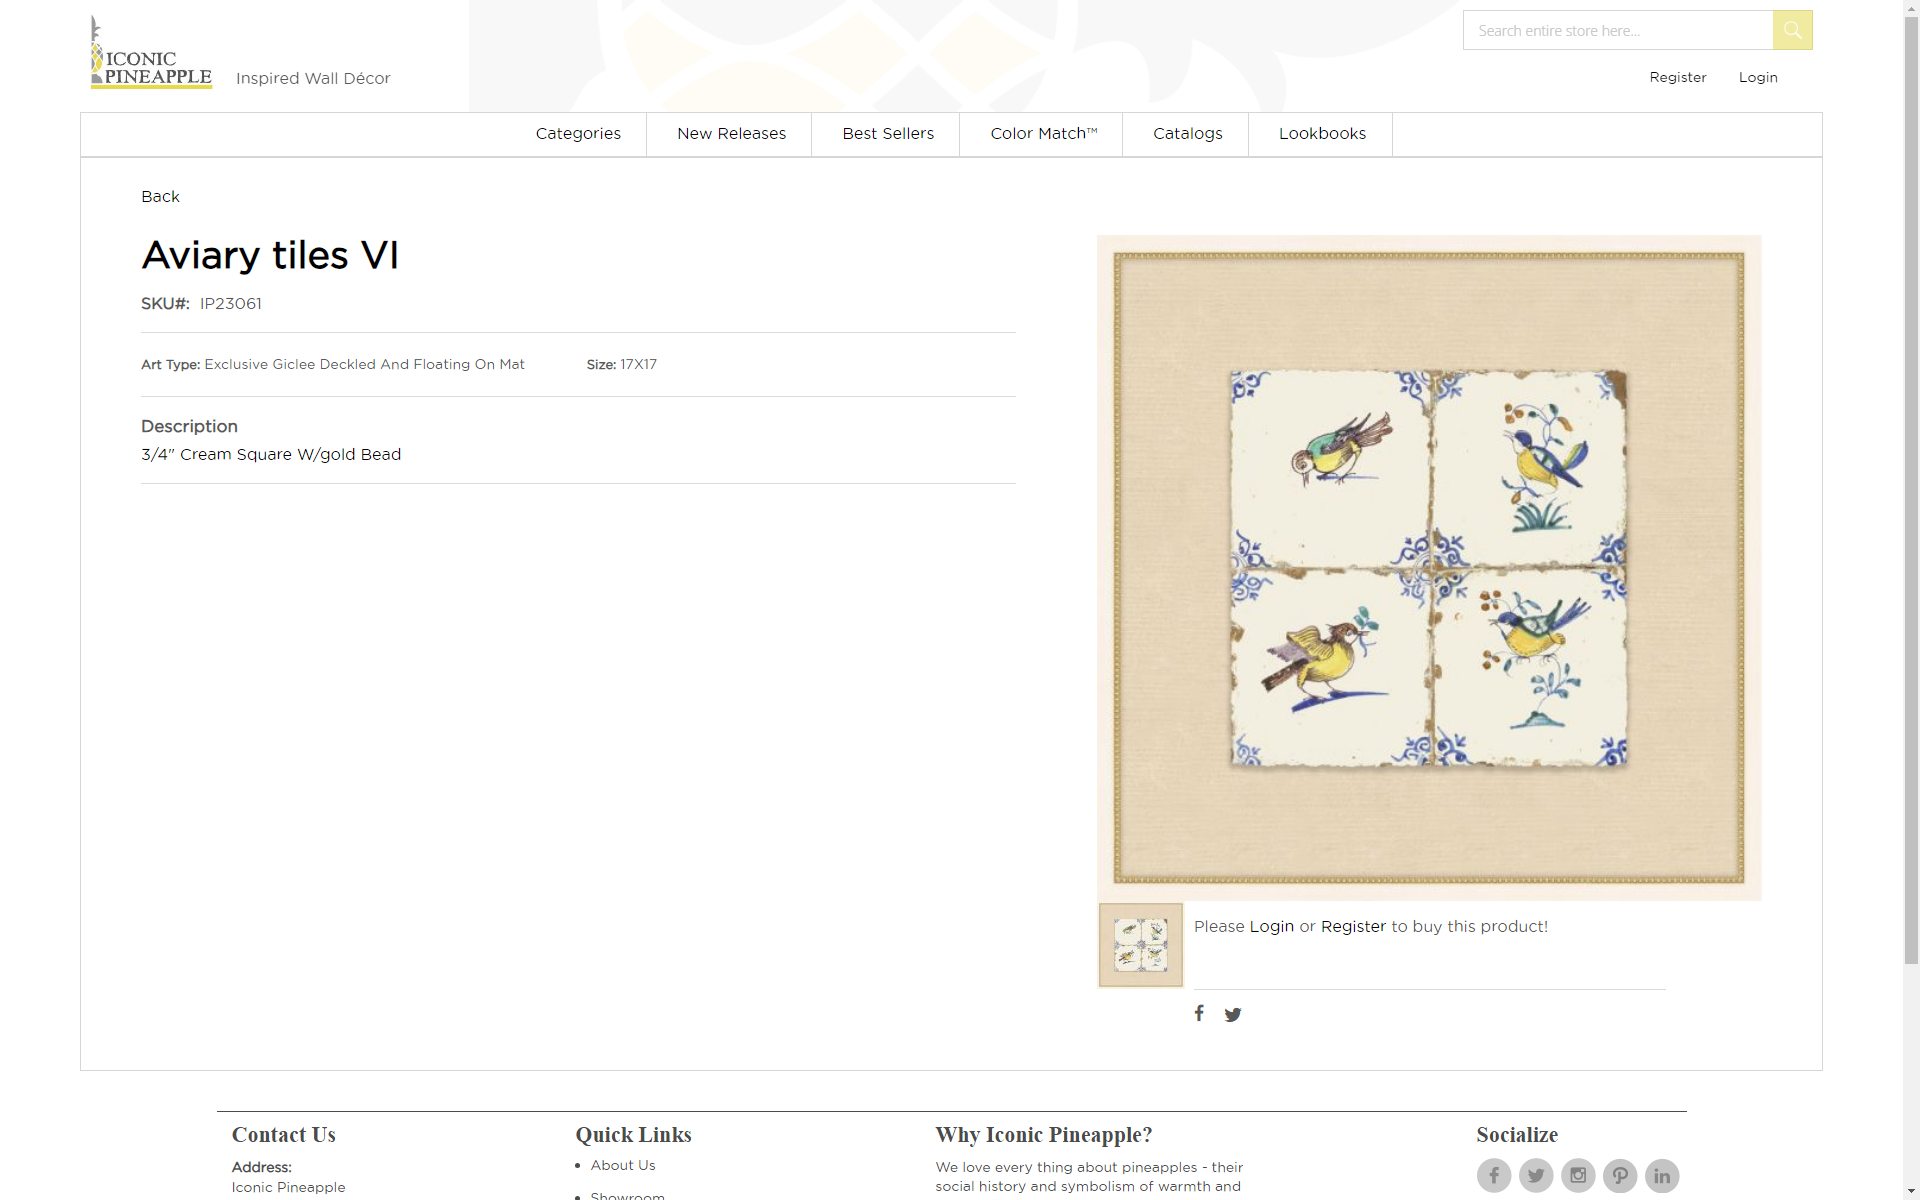 ICONIC
PINEAPPLE
Inspired Wall Décor
Search entire store here...
Register
Login
Categories
New Releases
Best Sellers
Color Match™
Catalogs
Lookbooks
Back
Aviary tiles VI
SKU#: IP23061
Art Type: Exclusive Giclee Deckled And Floating On Mat
Size: 17X17
Description
3/4" Cream Square W/gold Bead
Please Login or Register to buy this product!
Contact Us
Address:
Iconic Pineapple
Quick Links
About Us
Showroom
Why Iconic Pineapple?
We love every thing about pineapples - their
social history and symbolism of warmth and
Socialize